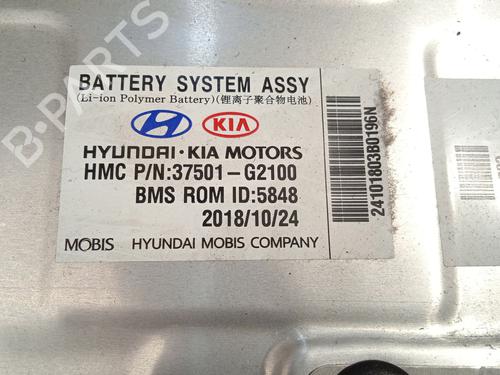 BATTERY SYSTEM ASSY
(Li-ion Polymer Battery)(锂离子聚合物电池)
HYUNDAI·KIA MOTORS
HMC P/N:37501-G2100
BMS ROM ID:5848
2018/10/24
MOBIS HYUNDAI MOBIS COMPANY
KIA
241018038B0196N
B-PARTS